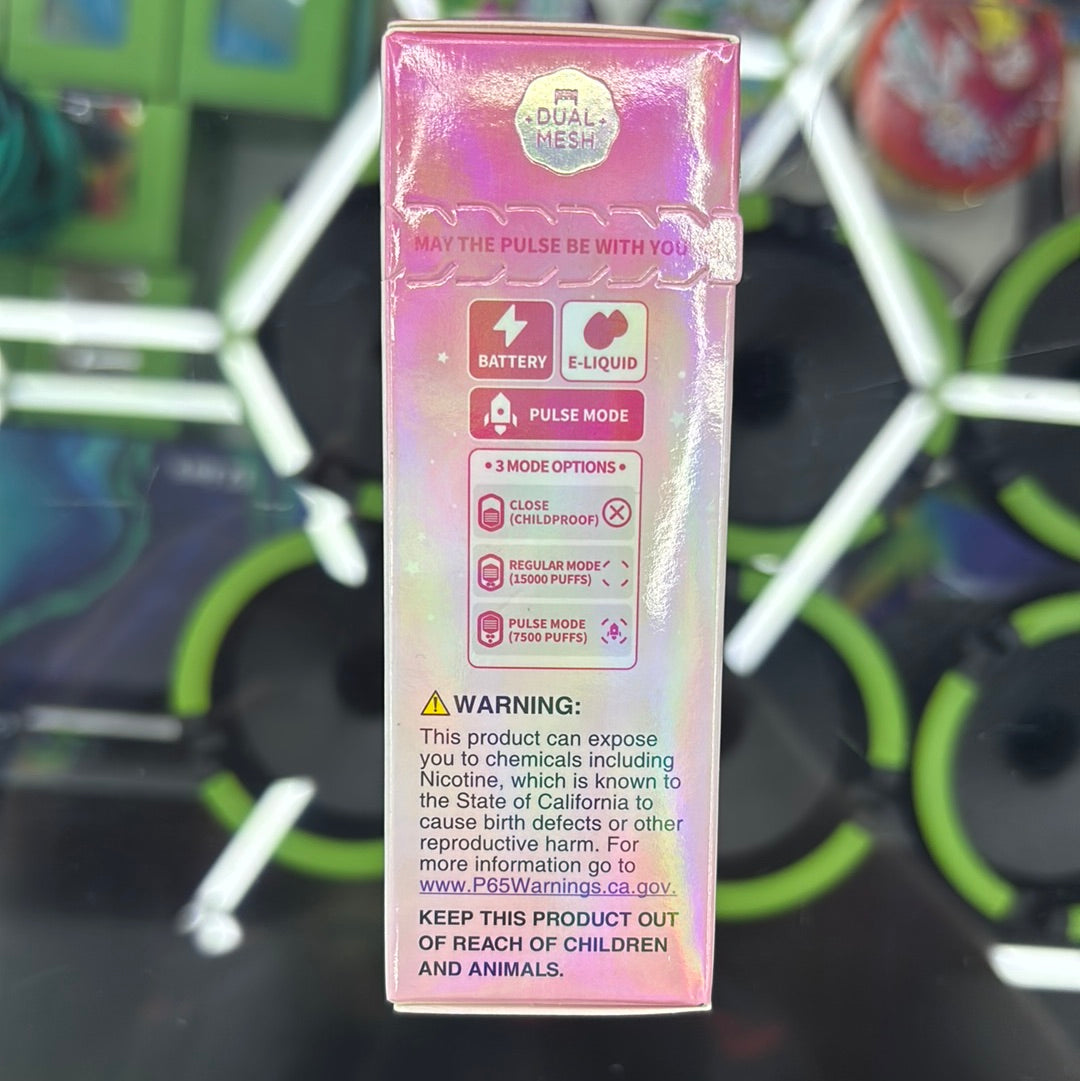 DUAL
MESH
MAY THE PULSE BE WITH YOU
BATTERY
E-LIQUID
PULSE MODE
• 3 MODE OPTIONS •
CLOSE
(CHILDPROOF)
REGULAR MODE
(15000 PUFFS)
PULSE MODE
(7500 PUFFS)
WARNING:
This product can expose
you to chemicals including
Nicotine, which is known to
the State of California to
cause birth defects or other
reproductive harm. For
more information go to
www.P65Warnings.ca.gov.
KEEP THIS PRODUCT OUT
OF REACH OF CHILDREN
AND ANIMALS.